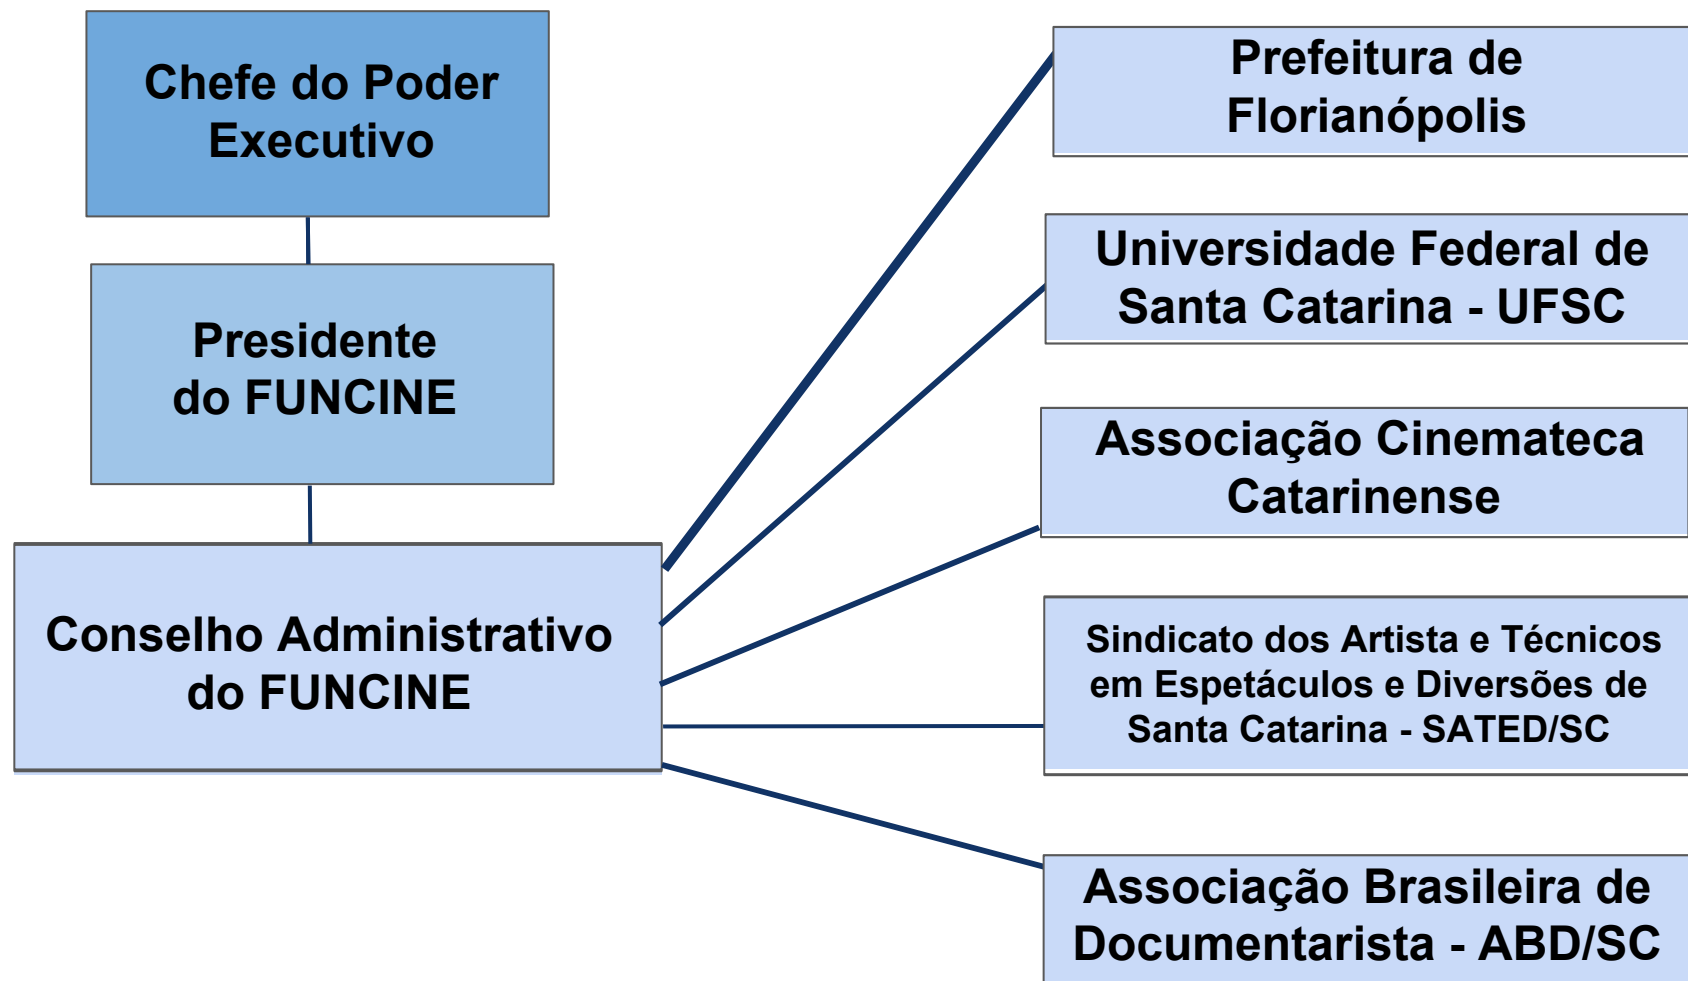 Chefe do Poder
Executivo
Presidente
do FUNCINE
Conselho Administrativo
do FUNCINE
Prefeitura de
Florianópolis
Universidade Federal de
Santa Catarina - UFSC
Associação Cinemateca
Catarinense
Sindicato dos Artista e Técnicos
em Espetáculos e Diversões de
Santa Catarina - SATED/SC
Associação Brasileira de
Documentarista - ABD/SC